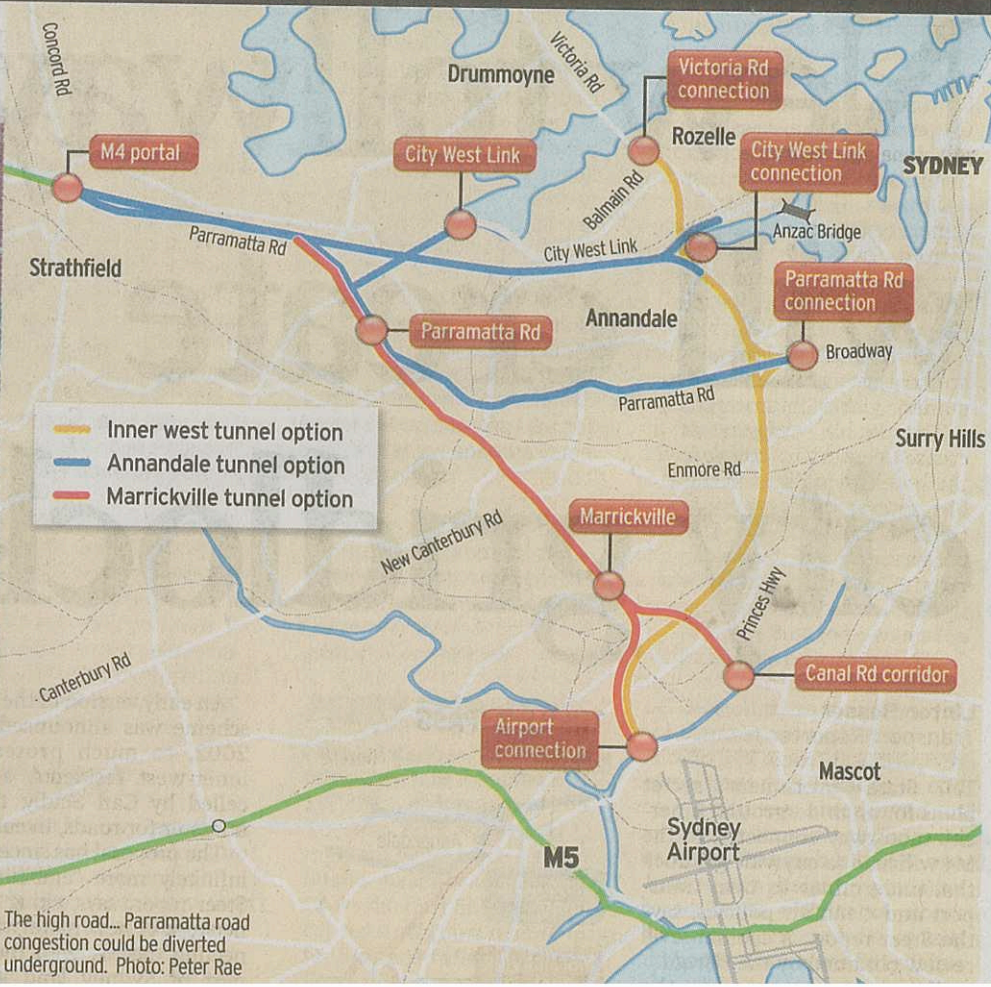 Concord Rd
Victoria Rd
Drummoyne
Victoria Rd
connection
Rozelle
M4 portal
City West Link
City West Link
connection
SYDNEY
Balmain Rd
Anzac Bridge
Parramatta Rd
City West Link
Strathfield
Parramatta Rd
connection
Annandale
Parramatta Rd
Broadway
Parramatta Rd
Inner west tunnel option
Annandale tunnel option
Marrickville tunnel option
Surry Hills
Enmore Rd
Marrickville
New Canterbury Rd
Princes Hwy
Canterbury Rd
Canal Rd corridor
Airport
connection
Mascot
Sydney
Airport
M5
The high road... Parramatta road
congestion could be diverted
underground. Photo: Peter Rae